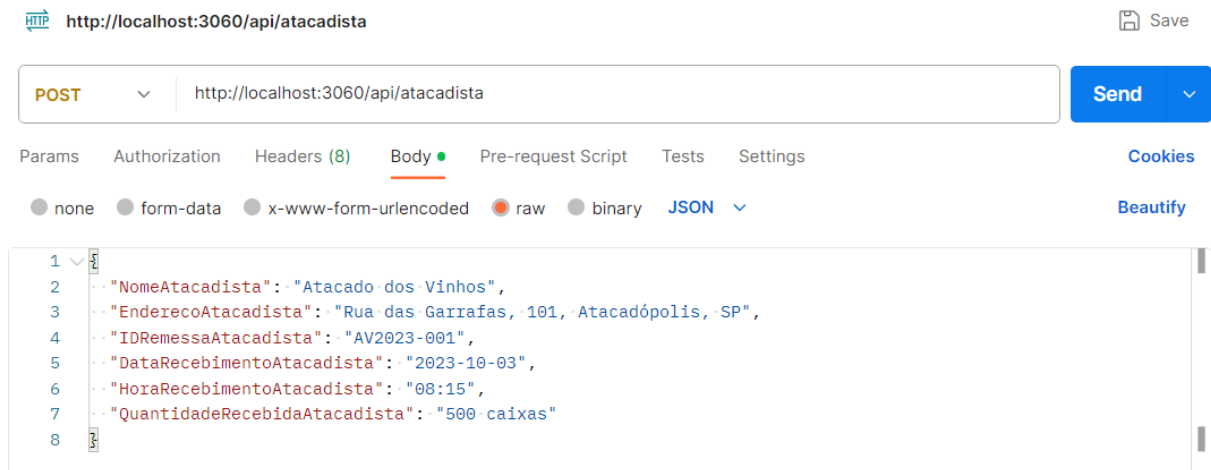 HTTP http://localhost:3060/api/atacadista Save
POST http://localhost:3060/api/atacadista Send
Params Authorization Headers (8) Body Pre-request Script Tests Settings Cookies
none form-data x-www-form-urlencoded raw binary JSON Beautify
1 {
2 "NomeAtacadista": "Atacado dos Vinhos",
3 "EnderecoAtacadista": "Rua das Garrafas, 101, Atacadópolis, SP",
4 "IDRemessaAtacadista": "AV2023-001",
5 "DataRecebimentoAtacadista": "2023-10-03",
6 "HoraRecebimentoAtacadista": "08:15",
7 "QuantidadeRecebidaAtacadista": "500 caixas"
8 }